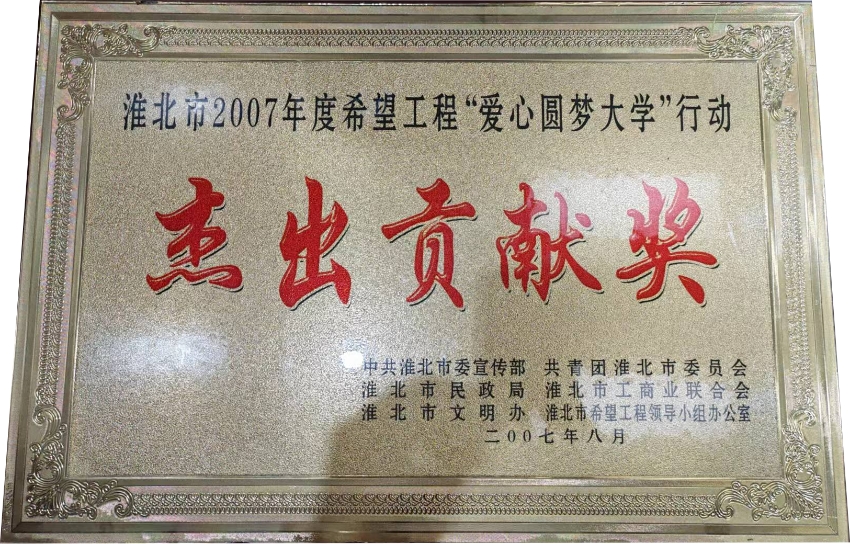 淮北市2007年度希望工程“爱心圆梦大学”行动
杰出贡献奖
中共淮北市委宣传部 共青团淮北市委员会
淮北市民政局 淮北市工商业联合会
淮北市文明办 淮北市希望工程领导小组办公室
二00七年八月